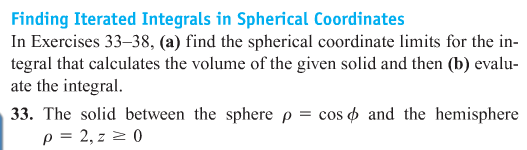 Finding Iterated Integrals in Spherical Coordinates
In Exercises 33–38, (a) find the spherical coordinate limits for the in-
tegral that calculates the volume of the given solid and then (b) evalu-
ate the integral.
33. The solid between the sphere ρ = cos ϕ and the hemisphere
ρ = 2, z ≥ 0